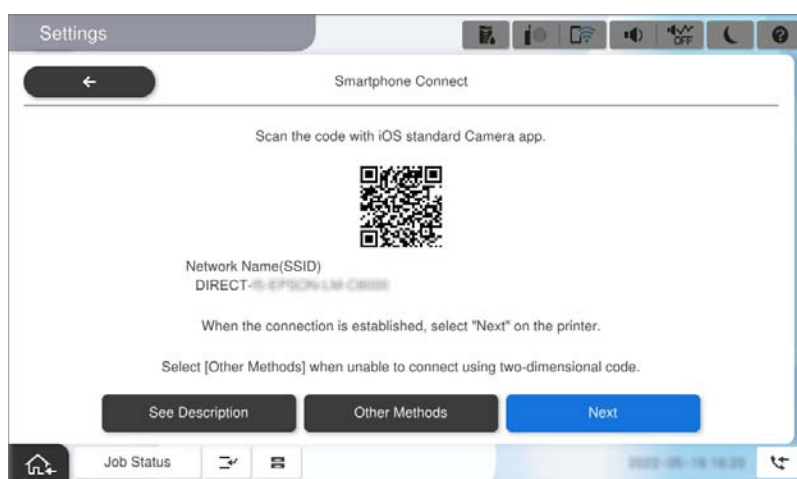 Settings
OFF
Smartphone Connect
Scan the code with iOS standard Camera app.
Network Name(SSID)
DIRECT-
When the connection is established, select "Next" on the printer.
Select [Other Methods] when unable to connect using two-dimensional code.
See Description
Other Methods
Next
Job Status